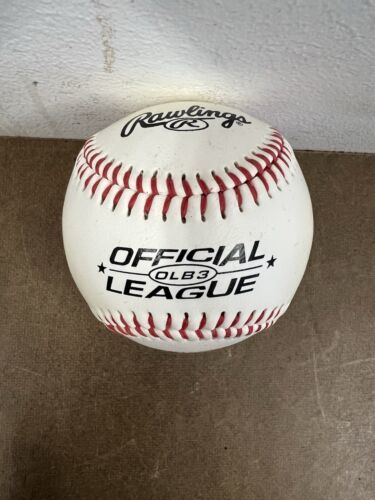 Rawlings
R
OFFICIAL
OLB3
LEAGUE